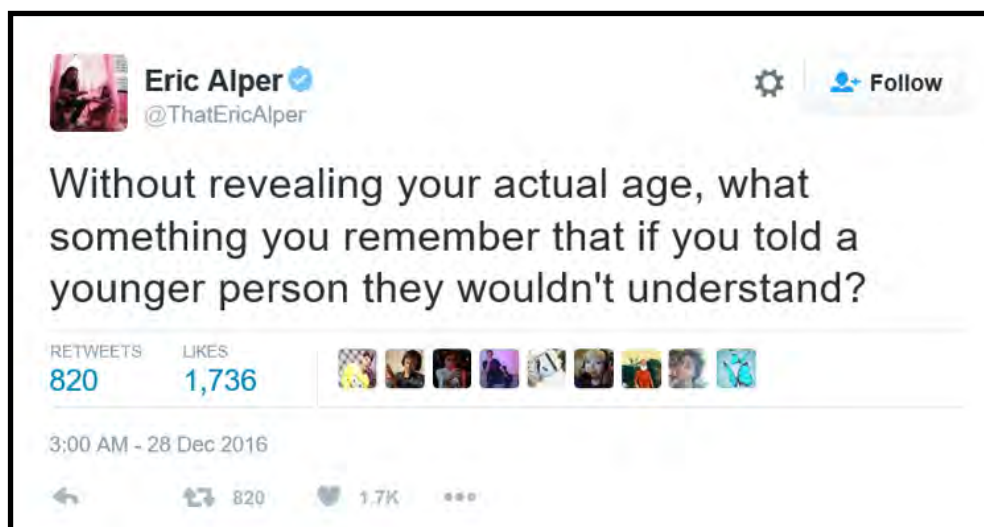 Eric Alper
@ThatEricAlper
Follow
Without revealing your actual age, what
something you remember that if you told a
younger person they wouldn't understand?
RETWEETS LIKES
820 1,736
3:00 AM - 28 Dec 2016
820 1.7K